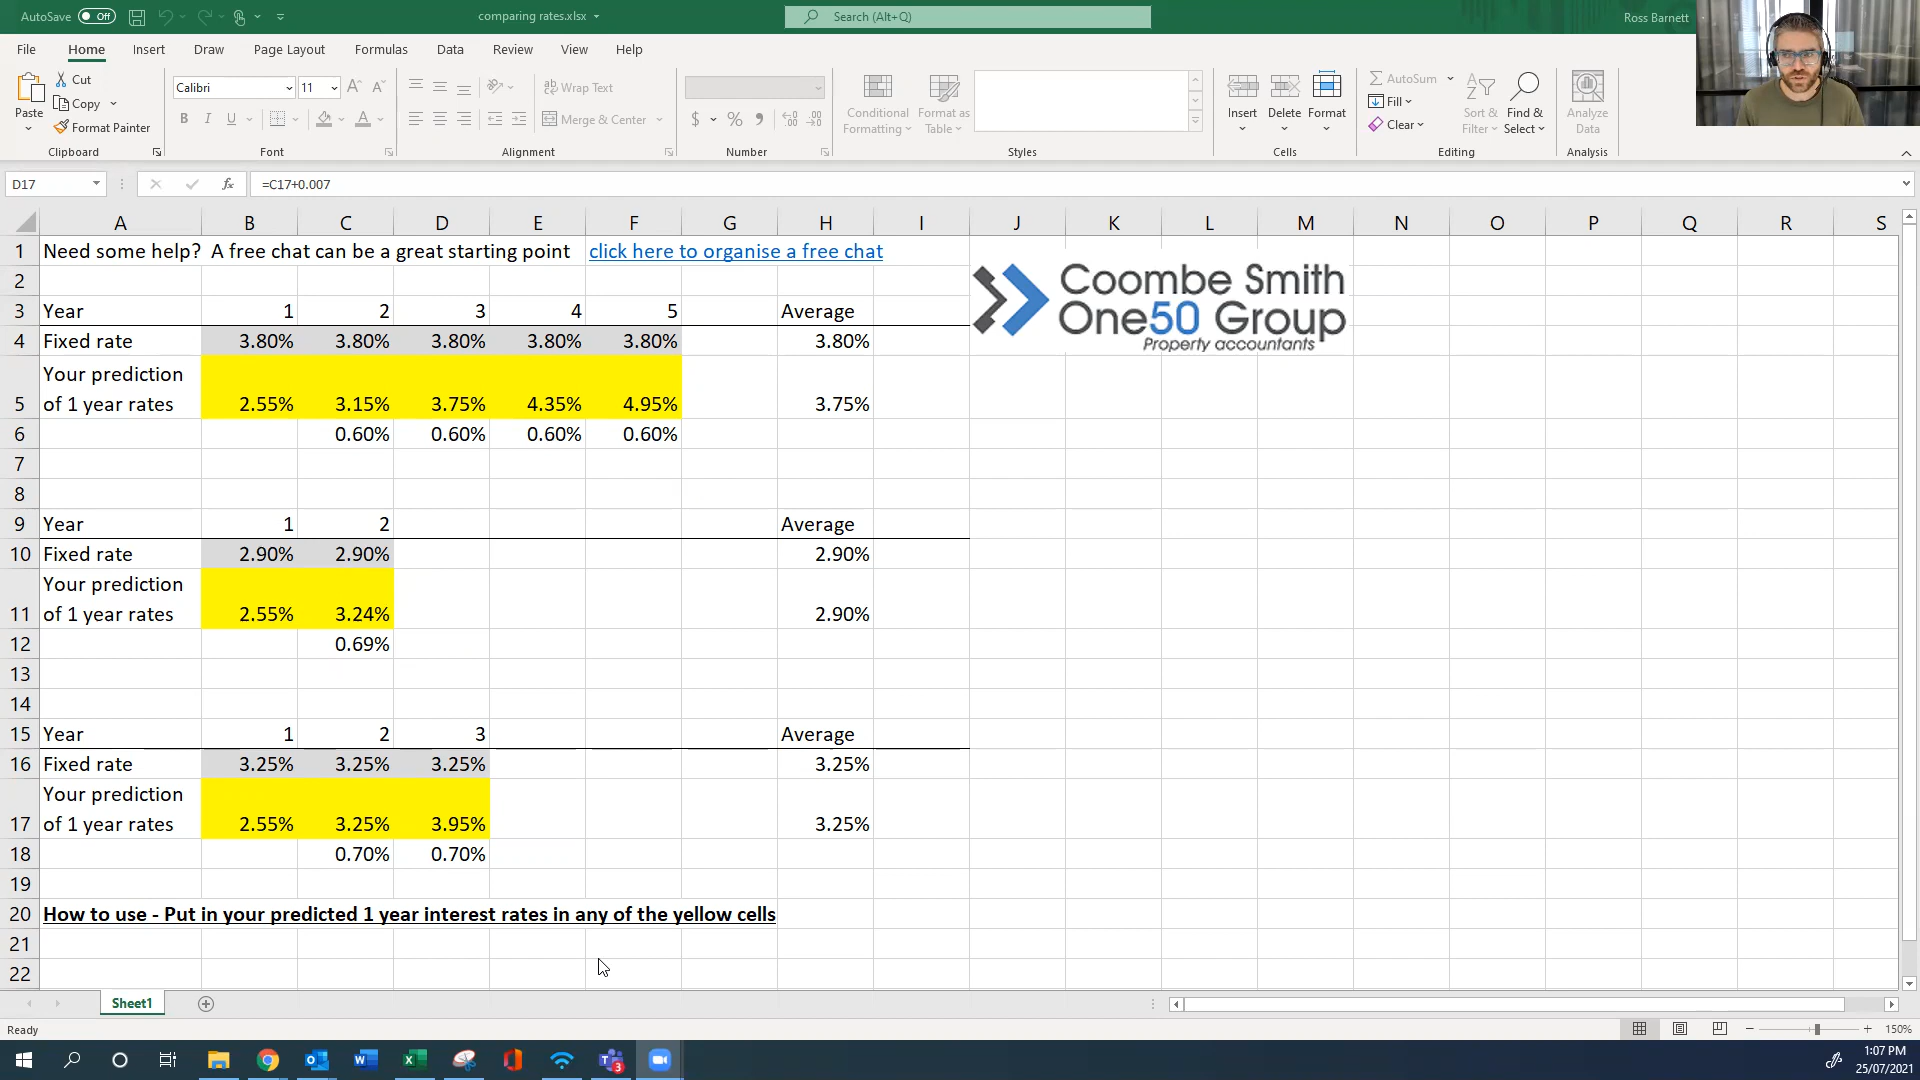 AutoSave Off
comparing rates.xlsx
Search (Alt+Q)
Ross Barnett
File Home Insert Draw Page Layout Formulas Data Review View Help
Paste
Cut
Copy
Format Painter
Clipboard
Calibri 11
B I U
A A
Font
Wrap Text
Merge & Center
Alignment
$ % 9
Number
Conditional
Formatting
Format as
Table
Styles
Insert Delete Format
Cells
AutoSum
Fill
Clear
Sort &
Filter
Find &
Select
Editing
Analyze
Data
Analysis
D17 fx =C17+0.007
A B C D E F G H I J K L M N O P Q R S
1 Need some help? A free chat can be a great starting point click here to organise a free chat
Coombe Smith
One50 Group
Property accountants
2
3 Year 1 2 3 4 5 Average
4 Fixed rate 3.80% 3.80% 3.80% 3.80% 3.80% 3.80%
Your prediction
5 of 1 year rates 2.55% 3.15% 3.75% 4.35% 4.95% 3.75%
6 0.60% 0.60% 0.60% 0.60%
7
8
9 Year 1 2 Average
10 Fixed rate 2.90% 2.90% 2.90%
Your prediction
11 of 1 year rates 2.55% 3.24% 2.90%
12 0.69%
13
14
15 Year 1 2 3 Average
16 Fixed rate 3.25% 3.25% 3.25% 3.25%
Your prediction
17 of 1 year rates 2.55% 3.25% 3.95% 3.25%
18 0.70% 0.70%
19
20 How to use - Put in your predicted 1 year interest rates in any of the yellow cells
21
22
Sheet1
Ready
150%
3
1:07 PM
25/07/2021